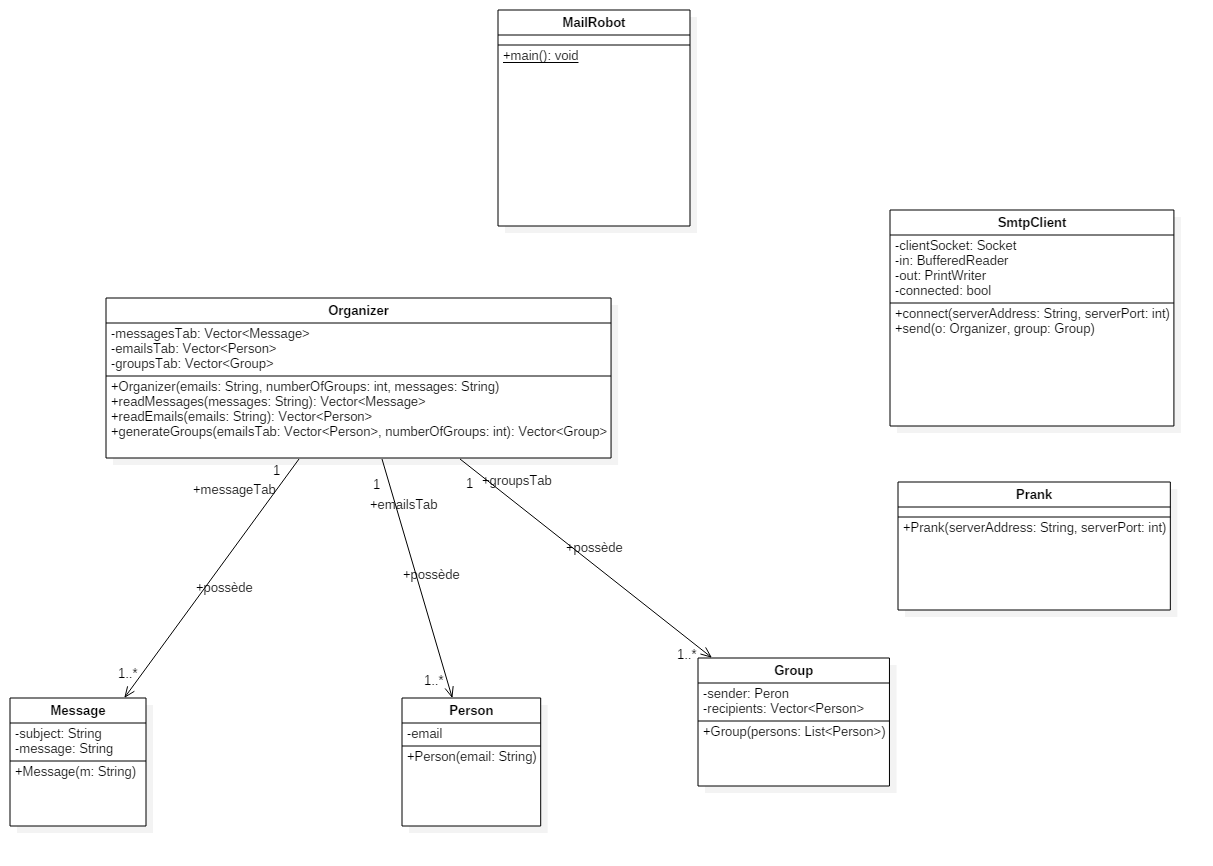 MailRobot
+main(): void
SmtpClient
-clientSocket: Socket
-in: BufferedReader
-out: PrintWriter
-connected: bool
+connect(serverAddress: String, serverPort: int)
+send(o: Organizer, group: Group)
Organizer
-messagesTab: Vector<Message>
-emailsTab: Vector<Person>
-groupsTab: Vector<Group>
+Organizer(emails: String, numberOfGroups: int, messages: String)
+readMessages(messages: String): Vector<Message>
+readEmails(emails: String): Vector<Person>
+generateGroups(emailsTab: Vector<Person>, numberOfGroups: int): Vector<Group>
1
+messageTab
1
+emailsTab
1
+groupsTab
Prank
+Prank(serverAddress: String, serverPort: int)
+possède
+possède
+possède
1..*
1..*
1..*
Message
-subject: String
-message: String
+Message(m: String)
Person
-email
+Person(email: String)
Group
-sender: Peron
-recipients: Vector<Person>
+Group(persons: List<Person>)